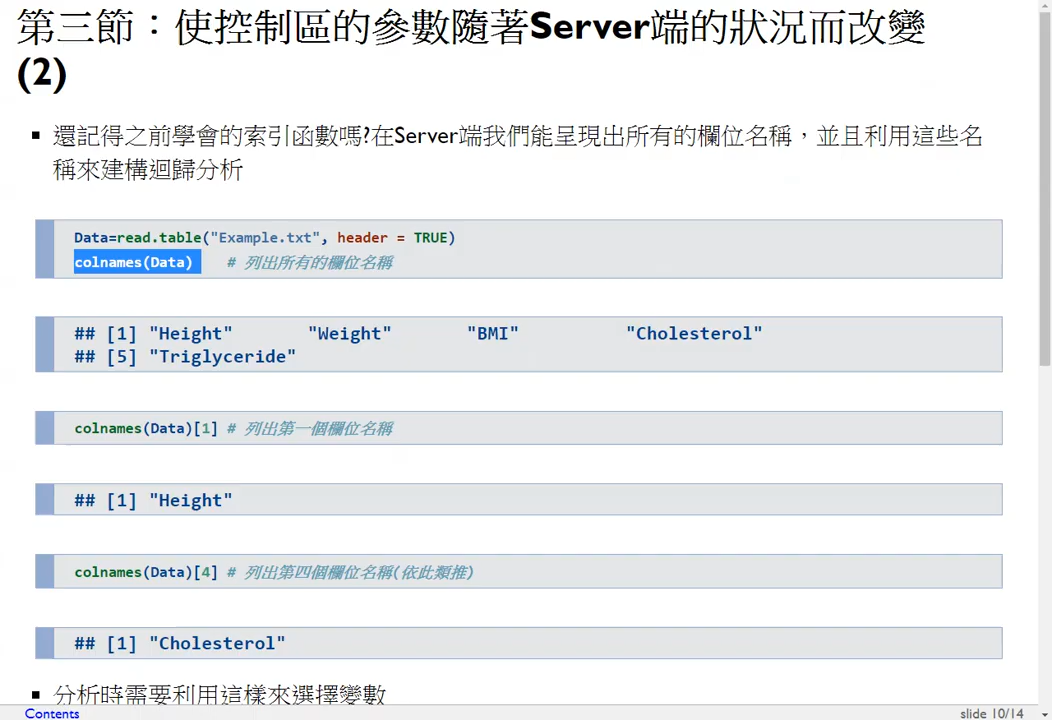 第三節：使控制區的參數隨著Server端的狀況而改變
(2)
還記得之前學會的索引函數嗎?在Server端我們能呈現出所有的欄位名稱，並且利用這些名
稱來建構迴歸分析
Data=read.table("Example.txt", header = TRUE)
colnames(Data)   # 列出所有的欄位名稱
## [1] "Height"       "Weight"       "BMI"          "Cholesterol"
## [5] "Triglyceride"
colnames(Data)[1] # 列出第一個欄位名稱
## [1] "Height"
colnames(Data)[4] # 列出第四個欄位名稱(依此類推)
## [1] "Cholesterol"
分析時需要利用這樣來選擇變數
Contents
slide 10/14